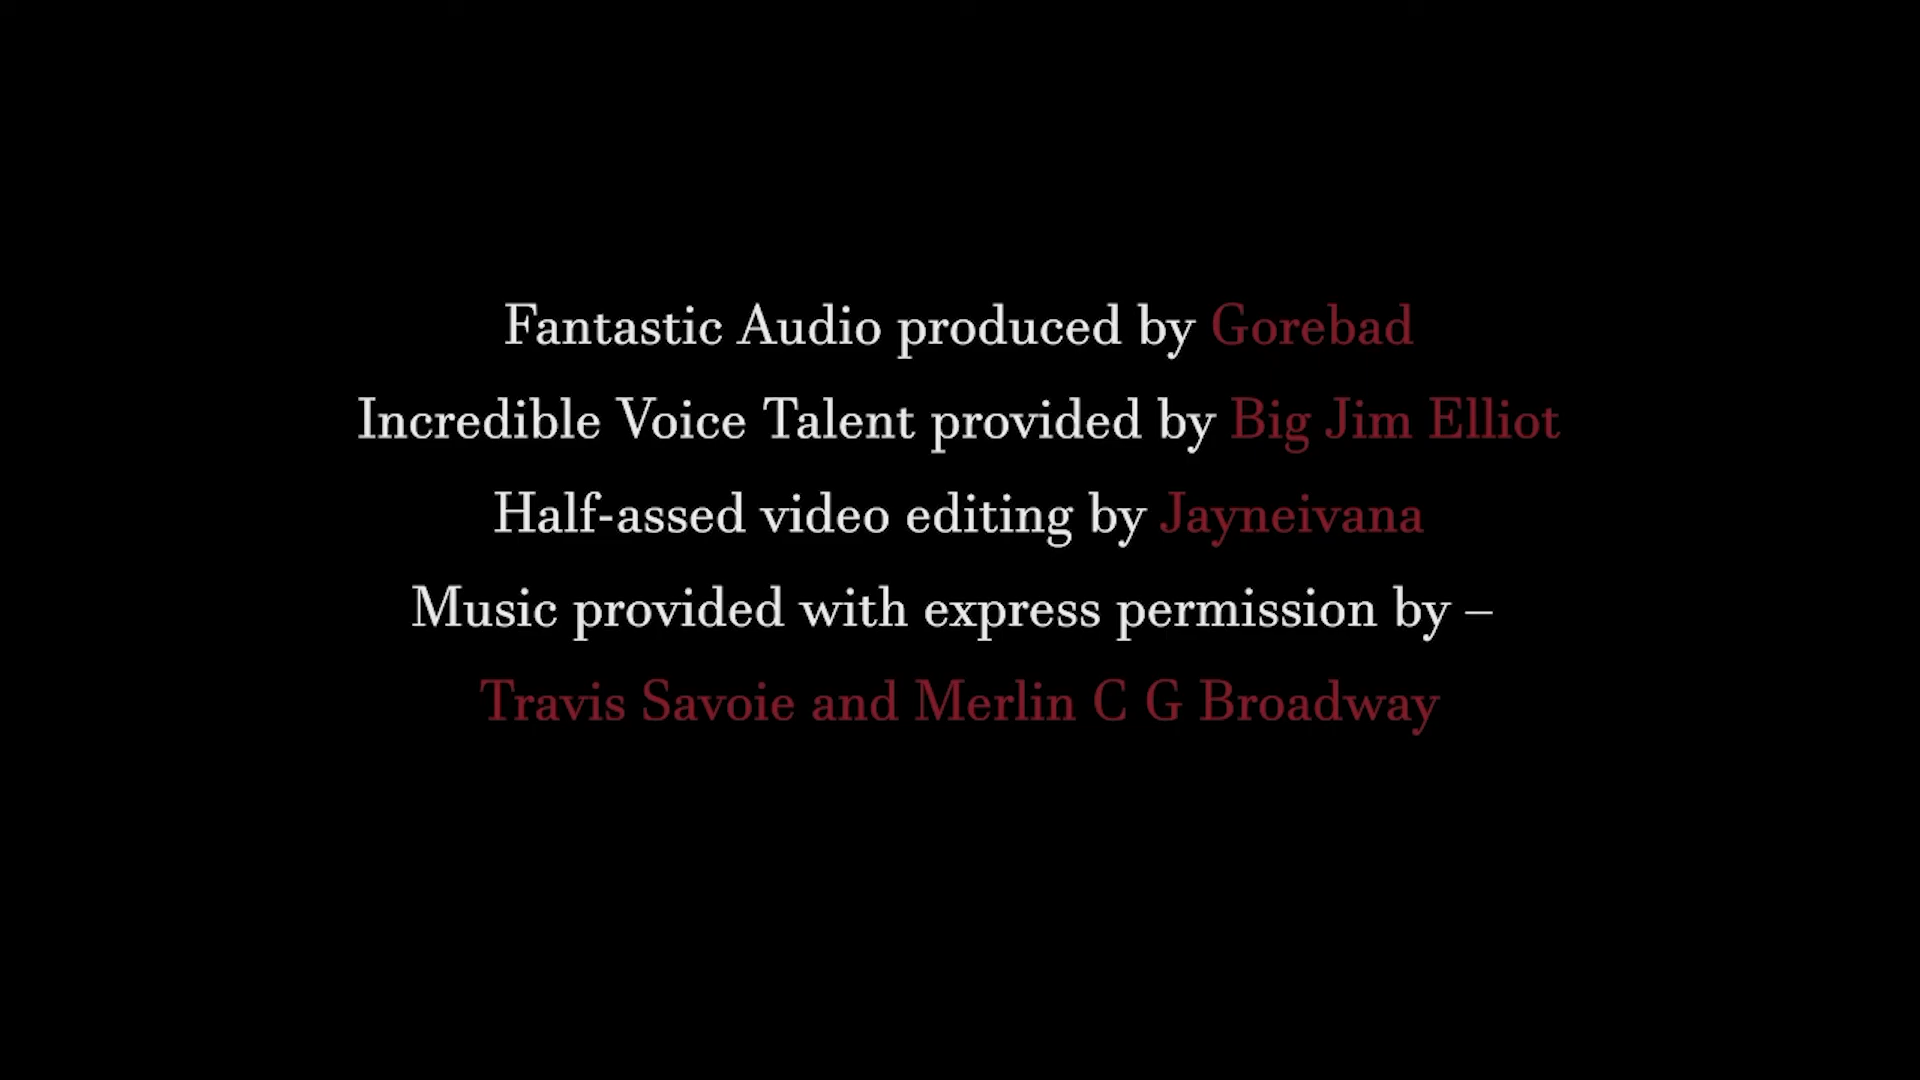 Fantastic Audio produced by Gorebad
Incredible Voice Talent provided by Big Jim Elliot
Half-assed video editing by Jayneivana
Music provided with express permission by –
Travis Savoie and Merlin C G Broadway